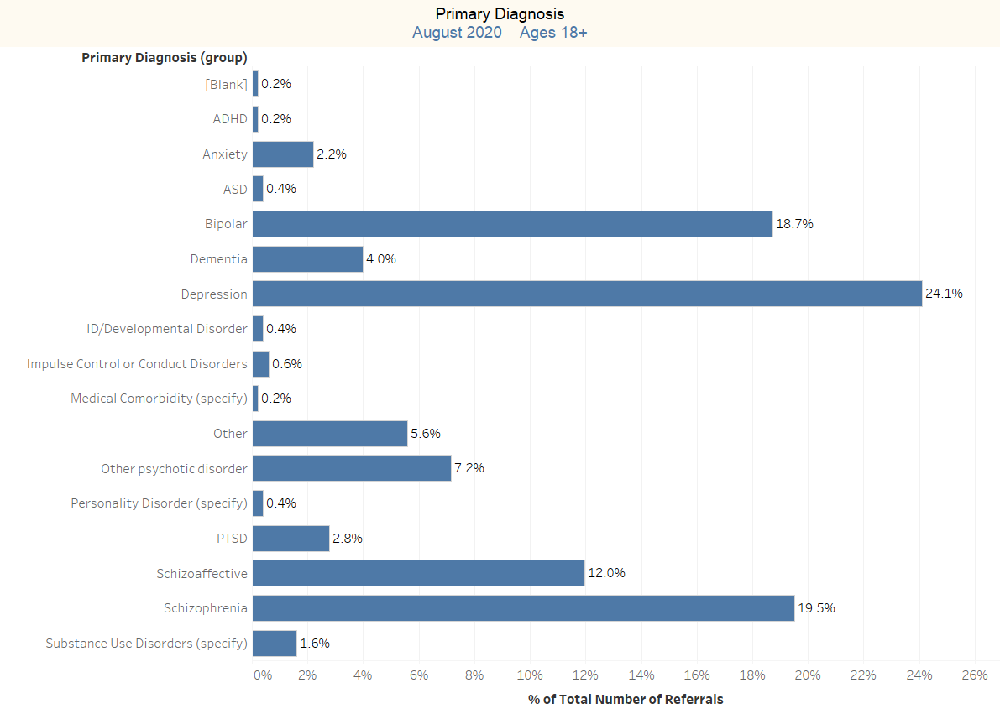 Primary Diagnosis
August 2020 Ages 18+
Primary Diagnosis (group)
[Blank] 0.2%
ADHD 0.2%
Anxiety 2.2%
ASD 0.4%
Bipolar 18.7%
Dementia 4.0%
Depression 24.1%
ID/Developmental Disorder 0.4%
Impulse Control or Conduct Disorders 0.6%
Medical Comorbidity (specify) 0.2%
Other 5.6%
Other psychotic disorder 7.2%
Personality Disorder (specify) 0.4%
PTSD 2.8%
Schizoaffective 12.0%
Schizophrenia 19.5%
Substance Use Disorders (specify) 1.6%
0% 2% 4% 6% 8% 10% 12% 14% 16% 18% 20% 22% 24% 26%
% of Total Number of Referrals